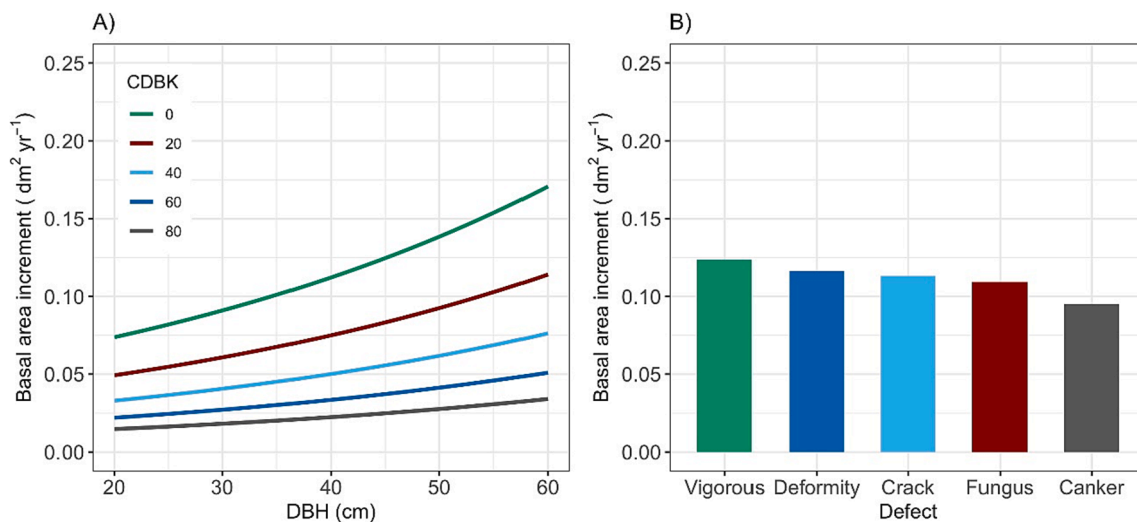 A)
Basal area increment ( dm² yr⁻¹)
0.25
0.20
0.15
0.10
0.05
0.00
CDBK
0
20
40
60
80
20 30 40 50 60
DBH (cm)
B)
Basal area increment ( dm² yr⁻¹)
0.25
0.20
0.15
0.10
0.05
0.00
Vigorous Deformity Crack Fungus Canker
Defect